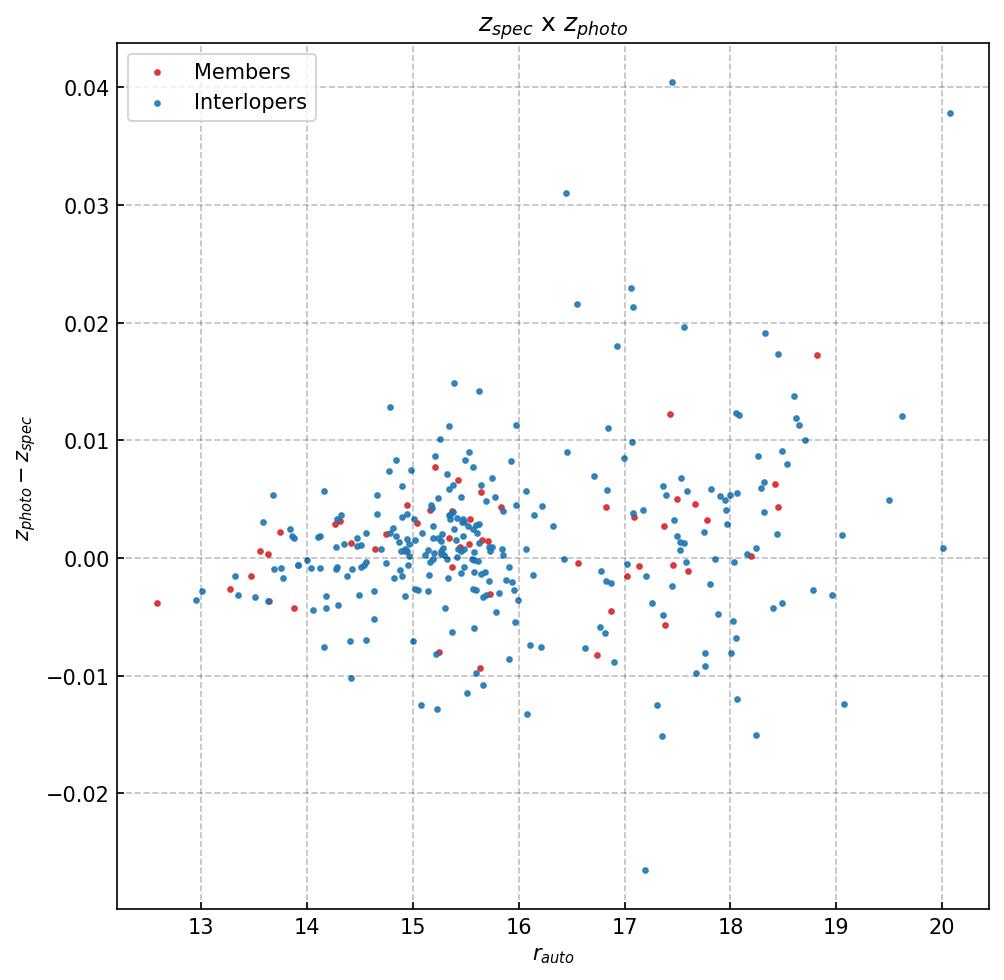 z_spec x z_photo
Members
Interlopers
0.04
0.03
0.02
0.01
0.00
−0.01
−0.02
z_photo − z_spec
13 14 15 16 17 18 19 20
r_auto